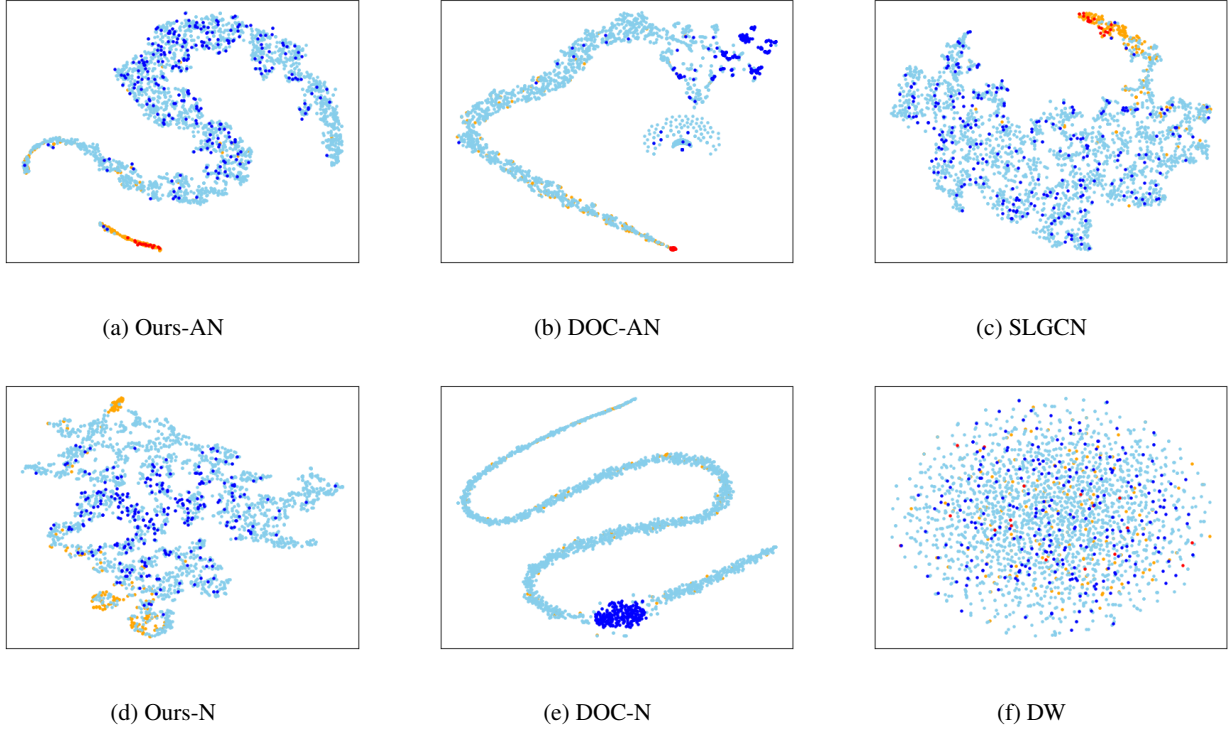 (a) Ours-AN
(b) DOC-AN
(c) SLGCN
(d) Ours-N
(e) DOC-N
(f) DW